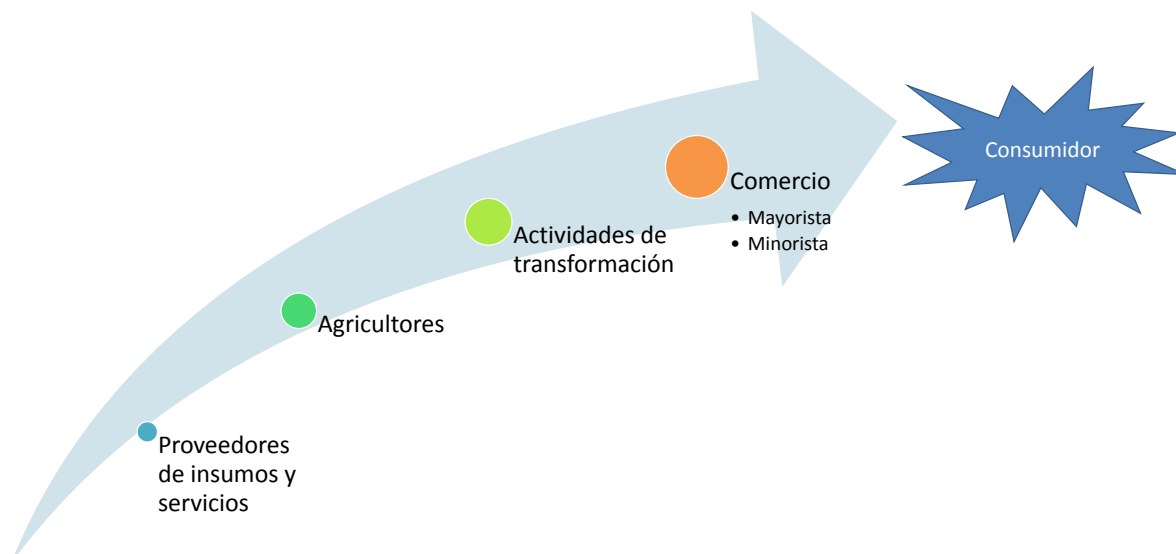 Proveedores
de insumos y
servicios
Agricultores
Actividades de
transformación
Comercio
• Mayorista
• Minorista
Consumidor